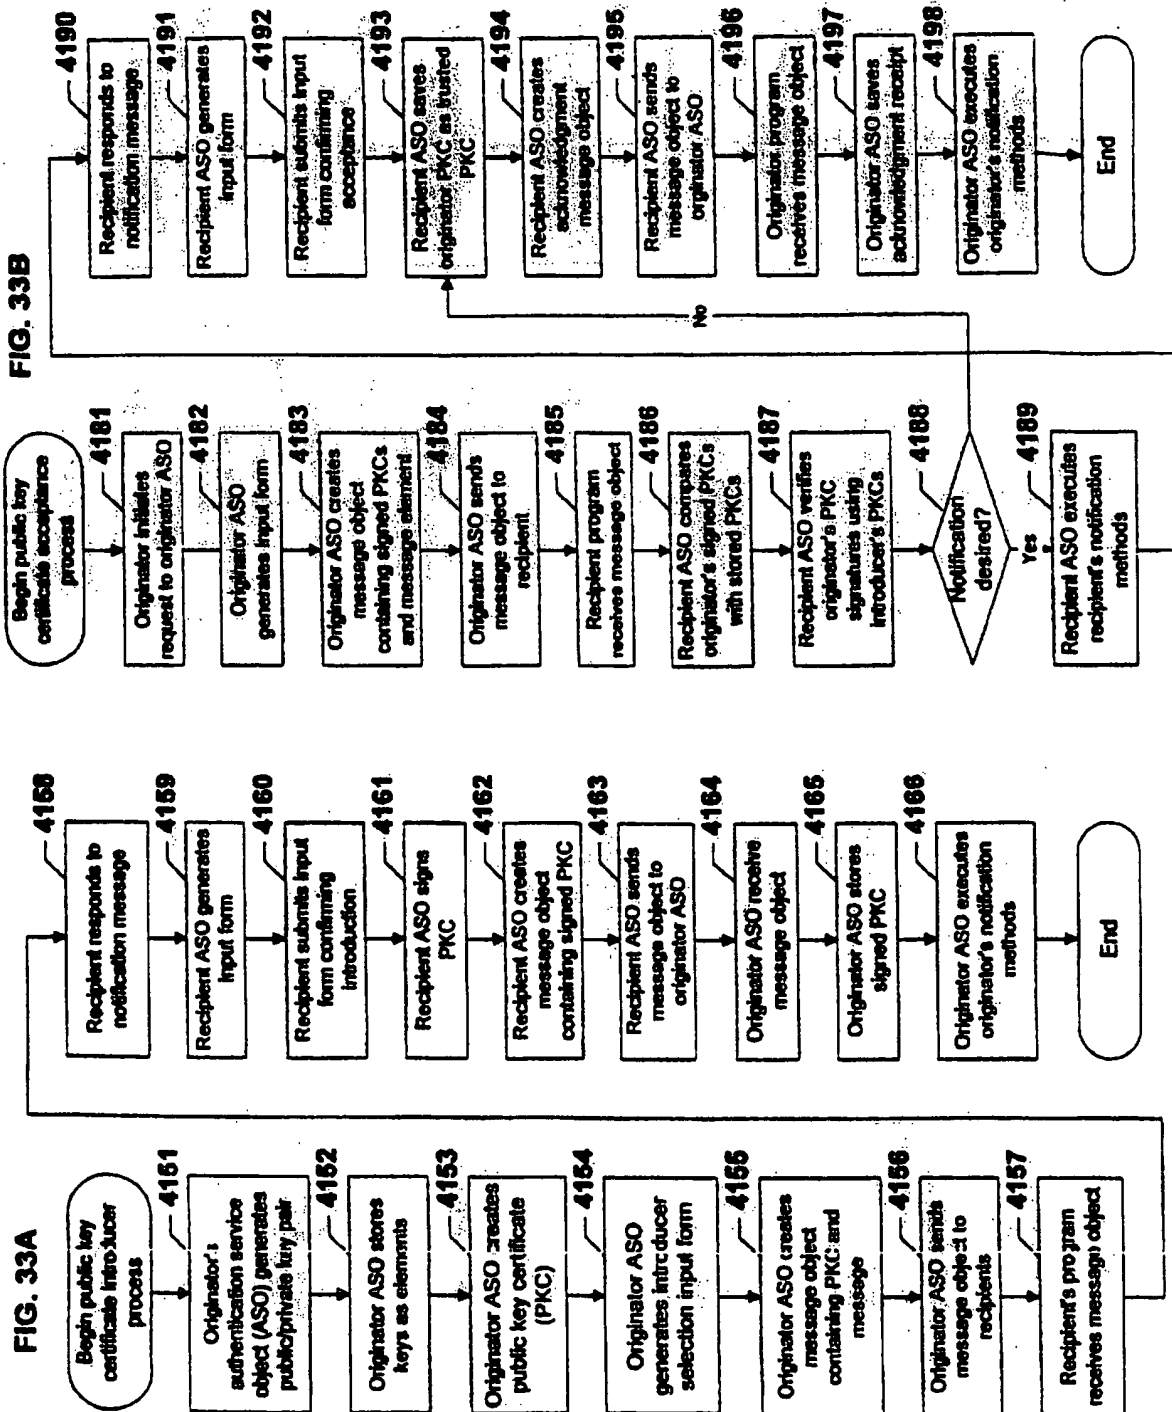 FIG. 33A
Begin public key
certificate introducer
process
4151
Originator's
authentication service
object (ASO) generates
public/private key pair
4152
Originator ASO stores
keys as elements
4153
Originator ASO creates
public key certificate
(PKC)
4154
Originator ASO
generates introducer
selection input form
4155
Originator ASO creates
message object
containing PKC and
message
4156
Originator ASO sends
message object to
recipients
4157
Recipient's program
receives message object
4158
Recipient responds to
notification message
4159
Recipient ASO generates
input form
4160
Recipient submits input
form confirming
introduction
4161
Recipient ASO signs
PKC
4162
Recipient ASO creates
message object
containing signed PKC
4163
Recipient ASO sends
message object to
originator ASO
4164
Originator ASO receive
message object
4165
Originator ASO stores
signed PKC
4166
Originator ASO executes
originator's notification
methods
End
FIG. 33B
Begin public key
certificate acceptance
process
4181
Originator initiates
request to originator ASO
4182
Originator ASO
generates input form
4183
Originator ASO creates
message object
containing signed PKCs
and message element
4184
Originator ASO sends
message object to
recipient
4185
Recipient program
receives message object
4186
Recipient ASO compares
originator's signed PKCs
with stored PKCs
4187
Recipient ASO verifies
originator's PKC
signatures using
introducer's PKCs
4188
Notification
desired?
No
Yes
4189
Recipient ASO executes
recipient's notification
methods
4190
Recipient responds to
notification message
4191
Recipient ASO generates
input form
4192
Recipient submits input
form confirming
acceptance
4193
Recipient ASO saves
originator PKC as trusted
PKC
4194
Recipient ASO creates
acknowledgment
message object
4195
Recipient ASO sends
message object to
orginator ASO
4196
Originator program
receives message object
4197
Originator ASO saves
acknowledgment receipt
4198
Originator ASO executes
originator's notification
methods
End